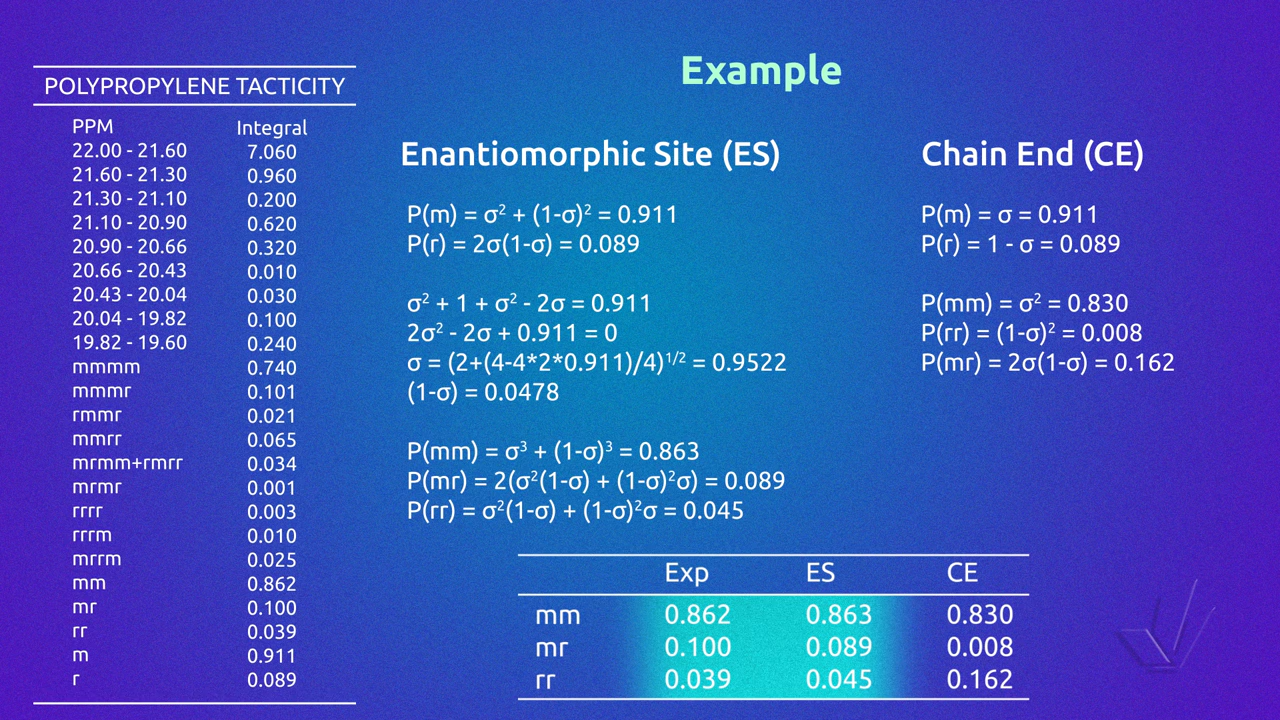 Example
POLYPROPYLENE TACTICITY
PPM Integral
22.00 - 21.60 7.060
21.60 - 21.30 0.960
21.30 - 21.10 0.200
21.10 - 20.90 0.620
20.90 - 20.66 0.320
20.66 - 20.43 0.010
20.43 - 20.04 0.030
20.04 - 19.82 0.100
19.82 - 19.60 0.240
mmmm 0.740
mmmr 0.101
rmmr 0.021
mmrr 0.065
mrmm+rmrr 0.034
mrmr 0.001
rrrr 0.003
rrrm 0.010
mrrm 0.025
mm 0.862
mr 0.100
rr 0.039
m 0.911
r 0.089
Enantiomorphic Site (ES)
P(m) = σ² + (1-σ)² = 0.911
P(r) = 2σ(1-σ) = 0.089
σ² + 1 + σ² - 2σ = 0.911
2σ² - 2σ + 0.911 = 0
σ = (2+(4-4*2*0.911)/4)¹/² = 0.9522
(1-σ) = 0.0478
P(mm) = σ³ + (1-σ)³ = 0.863
P(mr) = 2(σ²(1-σ) + (1-σ)²σ) = 0.089
P(rr) = σ²(1-σ) + (1-σ)²σ = 0.045
Chain End (CE)
P(m) = σ = 0.911
P(r) = 1 - σ = 0.089
P(mm) = σ² = 0.830
P(rr) = (1-σ)² = 0.008
P(mr) = 2σ(1-σ) = 0.162
Exp ES CE
mm 0.862 0.863 0.830
mr 0.100 0.089 0.008
rr 0.039 0.045 0.162